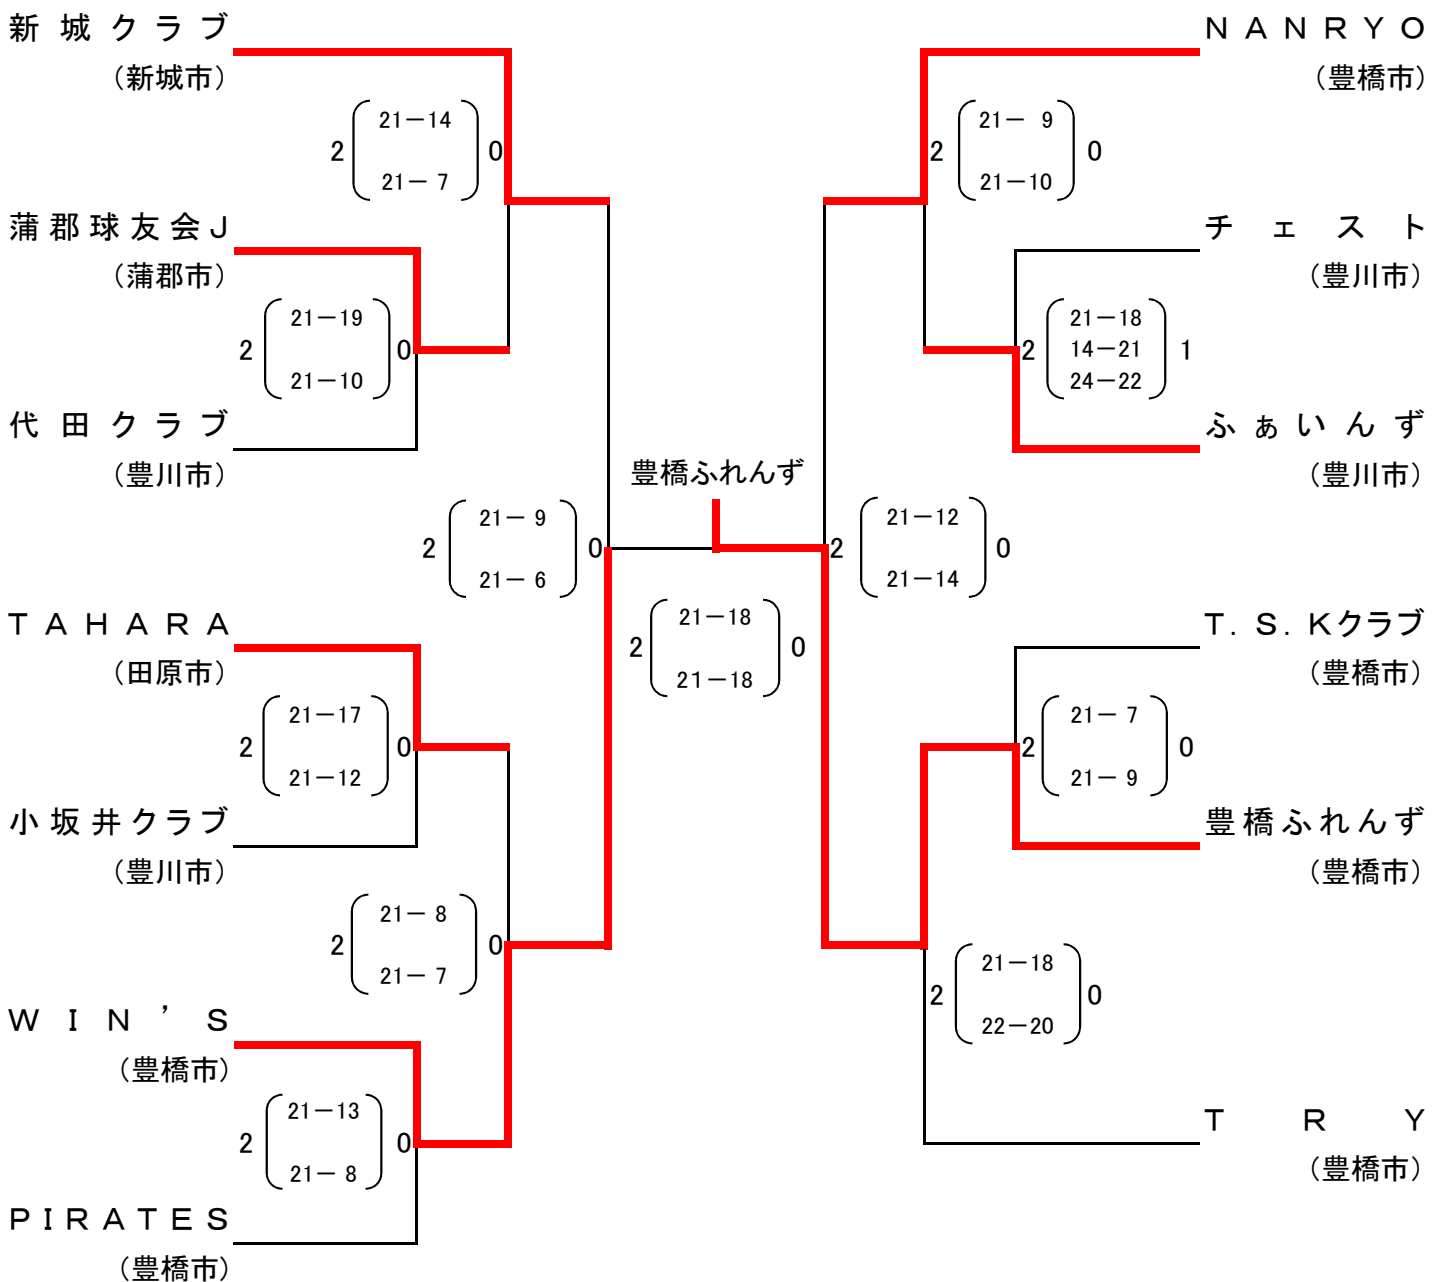 新城クラブ
（新城市）
2 21－14 0
21－ 7
蒲郡球友会J
（蒲郡市）
2 21－19 0
21－10
代田クラブ
（豊川市）
2 21－ 9 0
21－ 6
TAHARA
（田原市）
2 21－17 0
21－12
小坂井クラブ
（豊川市）
2 21－ 8 0
21－ 7
WIN’S
（豊橋市）
2 21－13 0
21－ 8
PIRATES
（豊橋市）
豊橋ふれんず
2 21－18 0
21－18
NANRYO
（豊橋市）
2 21－ 9 0
21－10
チェスト
（豊川市）
21－18
2 14－21 1
24－22
ふぁいんず
（豊川市）
2 21－12 0
21－14
T.S.Kクラブ
（豊橋市）
2 21－ 7 0
21－ 9
豊橋ふれんず
（豊橋市）
2 21－18 0
22－20
TRY
（豊橋市）